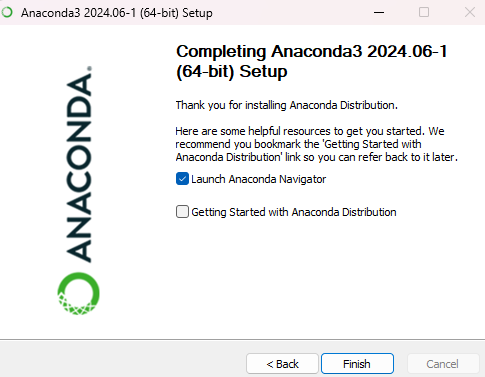 Anaconda3 2024.06-1 (64-bit) Setup
Completing Anaconda3 2024.06-1
(64-bit) Setup
Thank you for installing Anaconda Distribution.
Here are some helpful resources to get you started. We
recommend you bookmark the 'Getting Started with
Anaconda Distribution' link so you can refer back to it later.
Launch Anaconda Navigator
Getting Started with Anaconda Distribution
ANACONDA.
< Back
Finish
Cancel